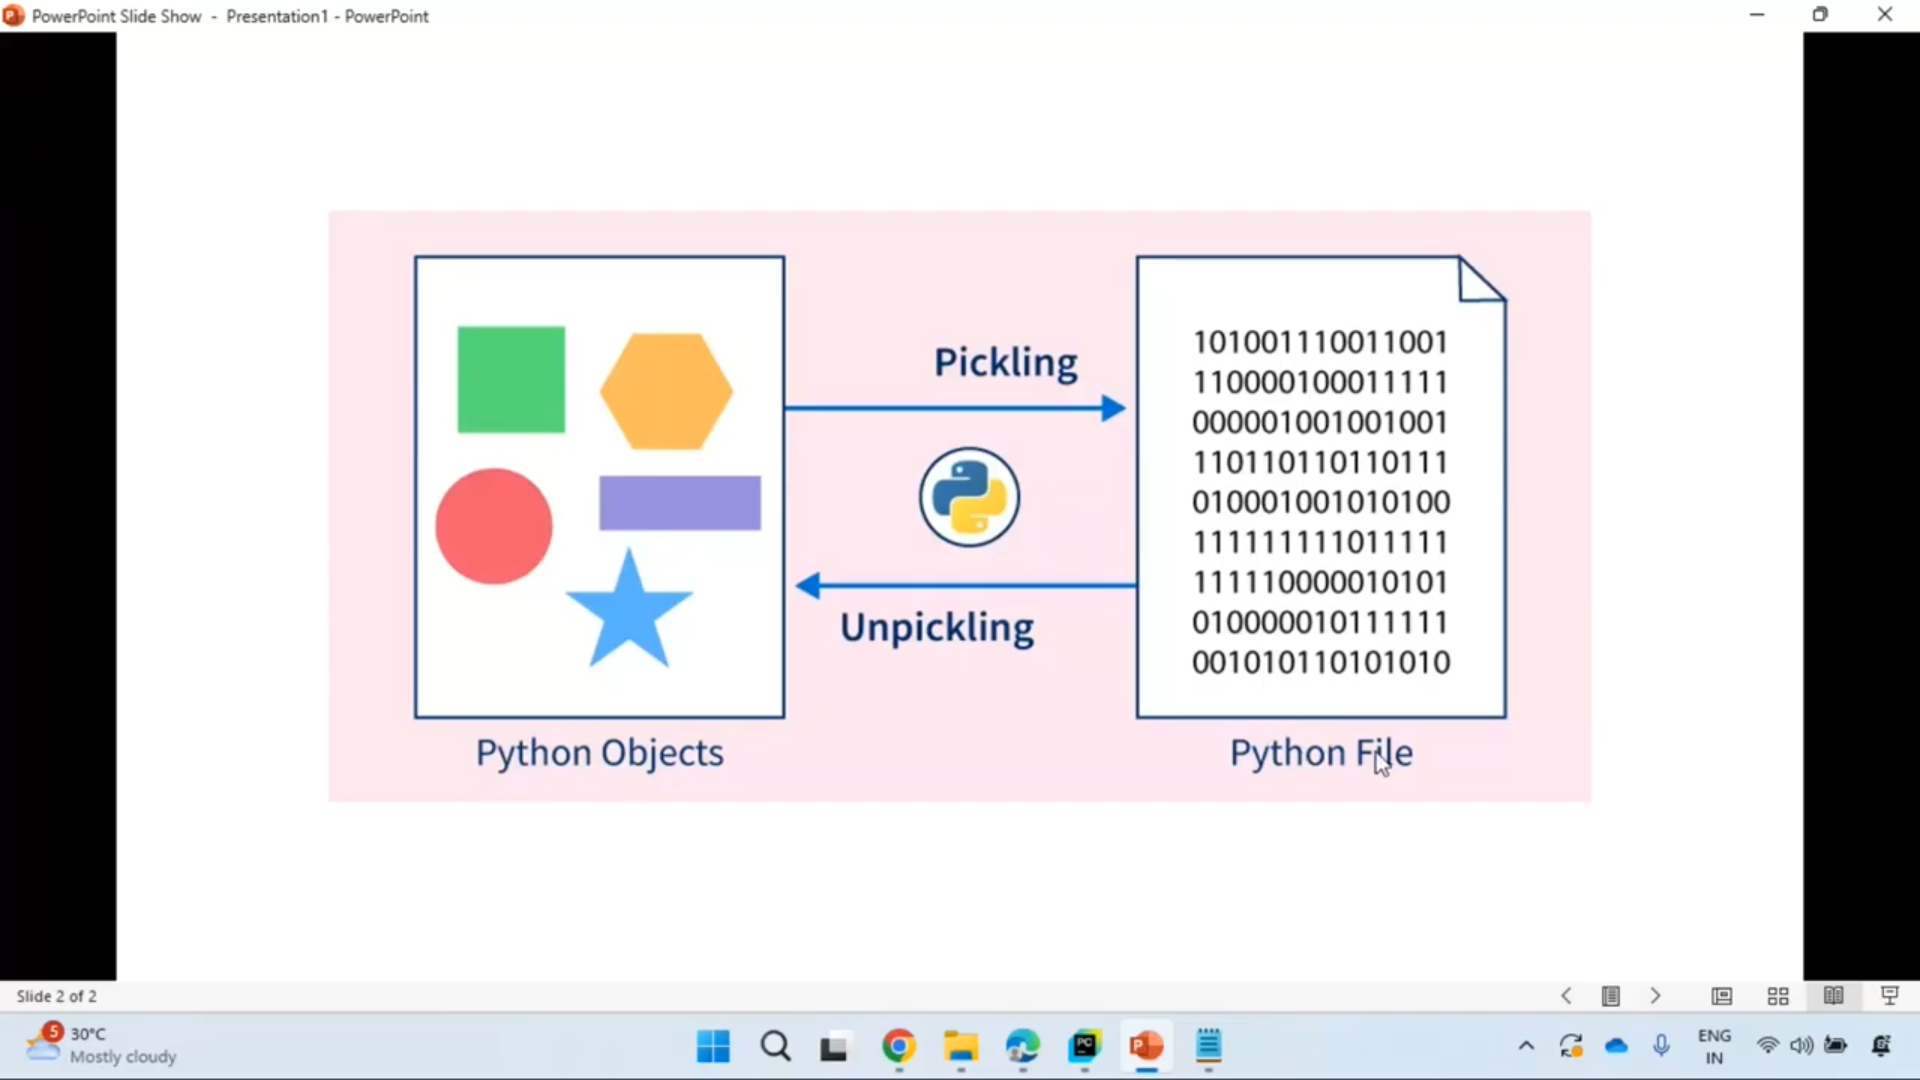 PowerPoint Slide Show - Presentation1 - PowerPoint
Pickling
Unpickling
101001110011001
110000100011111
000001001001001
110110110110111
010001001010100
111111111011111
111110000010101
010000010111111
001010110101010
Python Objects
Python File
Slide 2 of 2
5
30°C
Mostly cloudy
PC
P
ENG
IN